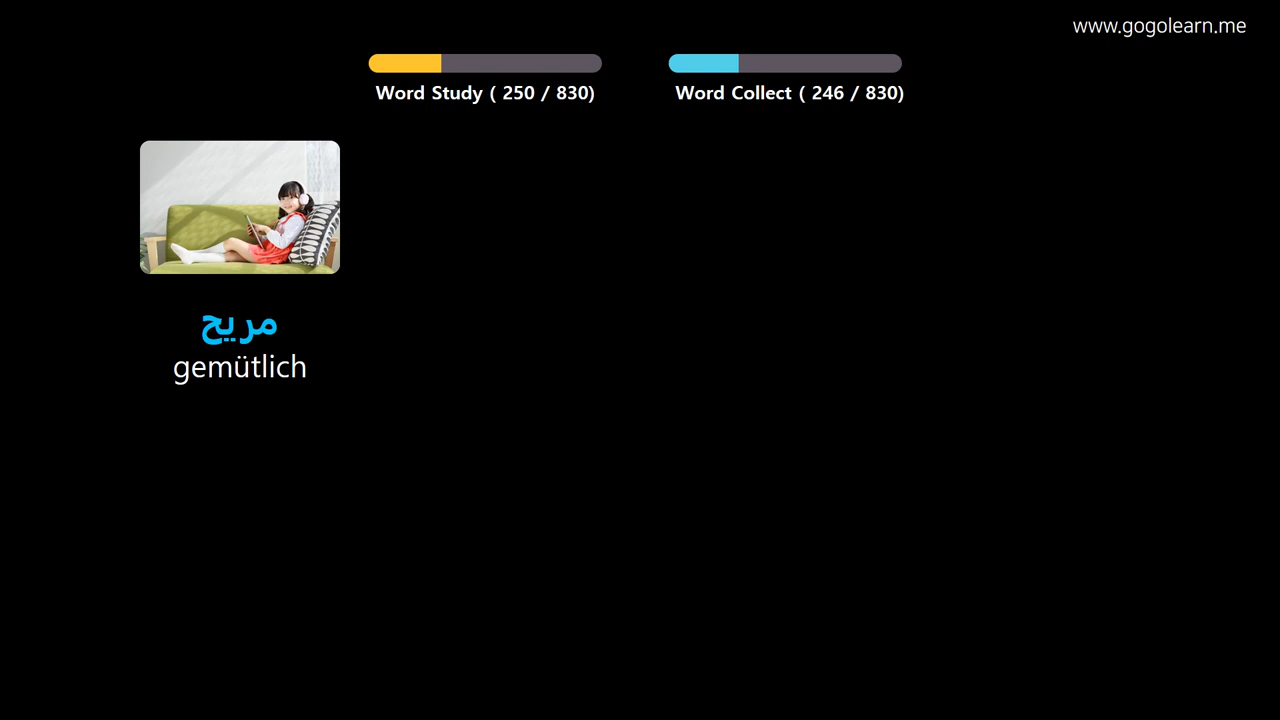 www.gogolearn.me
Word Study ( 250 / 830)
Word Collect ( 246 / 830)
مريح
gemütlich